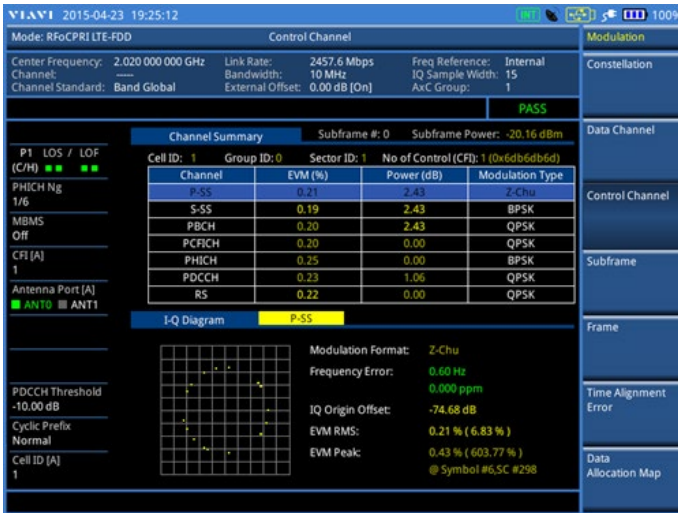 VIAVI 2015-04-23 19:25:12 INT 100%
Mode: RFoCPRI LTE-FDD Control Channel Modulation
Center Frequency: 2.020 000 000 GHz Link Rate: 2457.6 Mbps Freq Reference: Internal
Channel: ----- Bandwidth: 10 MHz IQ Sample Width: 15
Channel Standard: Band Global External Offset: 0.00 dB [On] AxC Group: 1
Constellation
PASS
Channel Summary Subframe #: 0 Subframe Power: -20.16 dBm
Data Channel
P1 LOS / LOF
(C/H)
Cell ID: 1 Group ID: 0 Sector ID: 1 No of Control (CFI): 1 (0x6db6db6d)
Channel EVM (%) Power (dB) Modulation Type
P-SS 0.21 2.43 Z-Chu
S-SS 0.19 2.43 BPSK
PBCH 0.20 2.43 QPSK
PCFICH 0.20 0.00 QPSK
PHICH 0.25 0.00 BPSK
PDCCH 0.23 1.06 QPSK
RS 0.22 0.00 QPSK
PHICH Ng
1/6
MBMS
Off
CFI [A]
1
Antenna Port [A]
ANT0 ANT1
Control Channel
Subframe
I-Q Diagram P-SS
Frame
Modulation Format: Z-Chu
Frequency Error: 0.60 Hz
0.000 ppm
IQ Origin Offset: -74.68 dB
EVM RMS: 0.21 % ( 6.83 % )
EVM Peak: 0.43 % ( 603.77 % )
@ Symbol #6,SC #298
PDCCH Threshold
-10.00 dB
Cyclic Prefix
Normal
Cell ID [A]
1
Time Alignment
Error
Data
Allocation Map